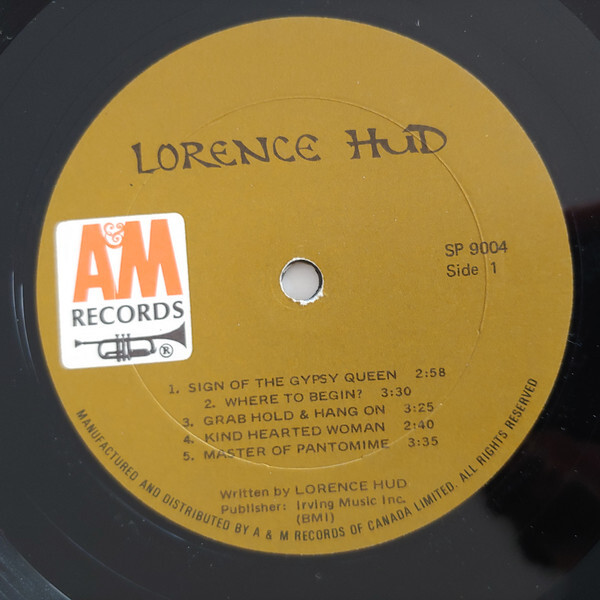 LORENCE HUD
A&M
RECORDS
®
SP 9004
Side 1
1. SIGN OF THE GYPSY QUEEN 2:58
2. WHERE TO BEGIN? 3:30
3. GRAB HOLD & HANG ON 3:25
4. KIND HEARTED WOMAN 2:40
5. MASTER OF PANTOMIME 3:35
Written by LORENCE HUD
Publisher: Irving Music Inc.
(BMI)
MANUFACTURED AND DISTRIBUTED BY A & M RECORDS OF CANADA LIMITED. ALL RIGHTS RESERVED